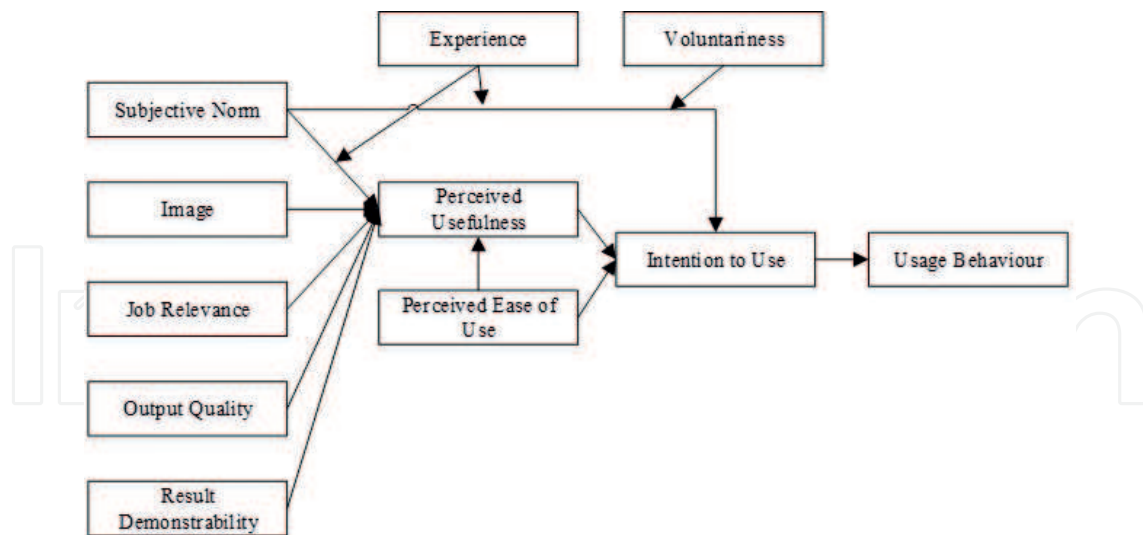 Experience
Voluntariness
Subjective Norm
Image
Perceived
Usefulness
Intention to Use
Usage Behaviour
Job Relevance
Perceived Ease of
Use
Output Quality
Result
Demonstrability